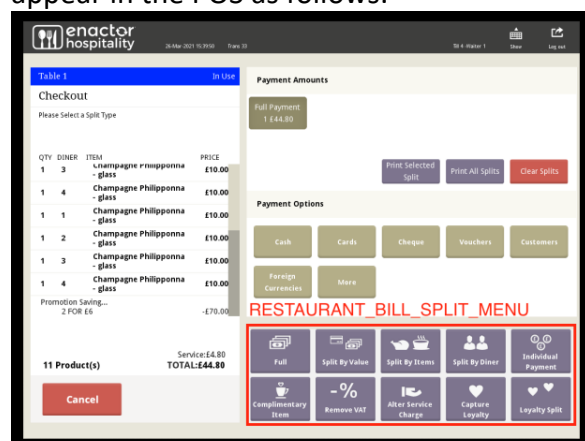 appear in the POS as follows:
enactor
hospitality
26-Mar-2021 15:39:50 Trans 33
Till 4 -Waiter 1
Show
Log out
Table 1 In Use
Checkout
Please Select a Split Type
QTY DINER ITEM PRICE
1 3 Champagne Philipponna - glass £10.00
1 4 Champagne Philipponna - glass £10.00
1 1 Champagne Philipponna - glass £10.00
1 2 Champagne Philipponna - glass £10.00
1 3 Champagne Philipponna - glass £10.00
1 4 Champagne Philipponna - glass £10.00
Promotion Saving...
2 FOR £6 -£70.00
Service:£4.80
11 Product(s) TOTAL:£44.80
Cancel
Payment Amounts
Full Payment
1 £44.80
Print Selected Split
Print All Splits
Clear Splits
Payment Options
Cash
Cards
Cheque
Vouchers
Customers
Foreign Currencies
More
RESTAURANT_BILL_SPLIT_MENU
Full
Split By Value
Split By Items
Split By Diner
Individual Payment
Complimentary Item
-%
Remove VAT
Alter Service Charge
Capture Loyalty
Loyalty Split